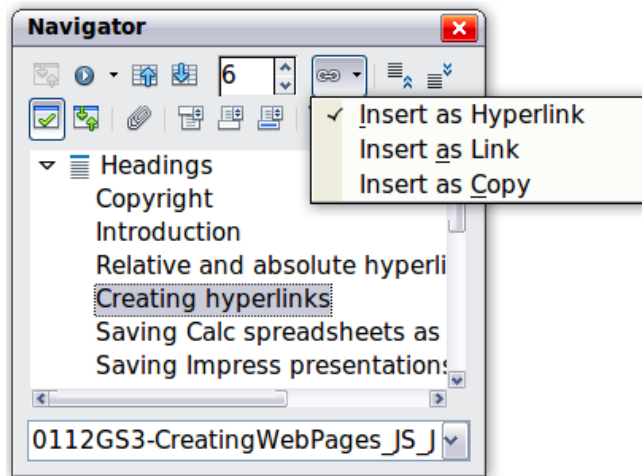 Navigator
6
Insert as Hyperlink
Insert as Link
Insert as Copy
Headings
Copyright
Introduction
Relative and absolute hyperli
Creating hyperlinks
Saving Calc spreadsheets as
Saving Impress presentations
0112GS3-CreatingWebPages_JS_J